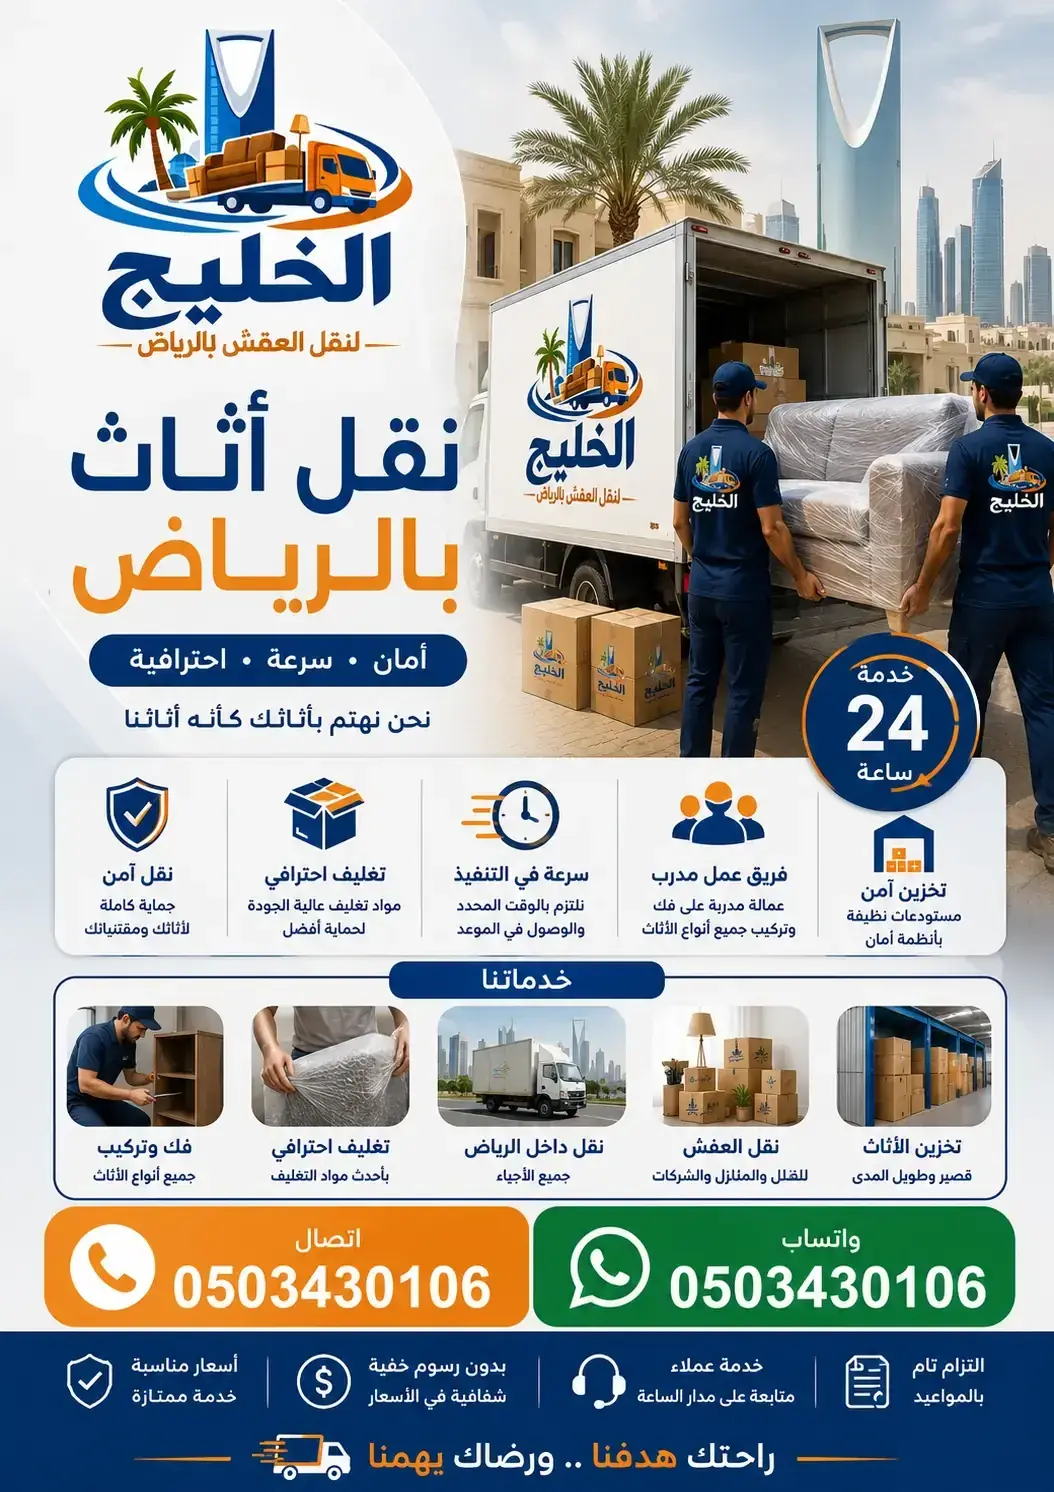 الخليج
لنقل العفش بالرياض
نقل أثاث
بالرياض
أمان • سرعة • احترافية
نحن نهتم بأثاثك كأنه أثاثنا
الخليج
لنقل العفش بالرياض
الخليج
الخليج
الخليج
الخليج
خدمة
24
ساعة
تخزين آمن
مستودعات نظيفة
بأنظمة أمان
فريق عمل مدرب
عمالة مدربة على فك
وتركيب جميع أنواع الأثاث
سرعة في التنفيذ
نلتزم بالوقت المحدد
والوصول في الموعد
تغليف احترافي
مواد تغليف عالية الجودة
لحماية أفضل
نقل آمن
حماية كاملة
لأثاثك ومقتنياتك
خدماتنا
تخزين الأثاث
قصير وطويل المدى
نقل العفش
للفلل والمنازل والشركات
نقل داخل الرياض
جميع الأحياء
تغليف احترافي
بأحدث مواد التغليف
فك وتركيب
جميع أنواع الأثاث
واتساب
0503430106
اتصال
0503430106
التزام تام
بالمواعيد
خدمة عملاء
متابعة على مدار الساعة
بدون رسوم خفية
شفافية في الأسعار
أسعار مناسبة
خدمة ممتازة
راحتك هدفنا .. ورضاك يهمنا